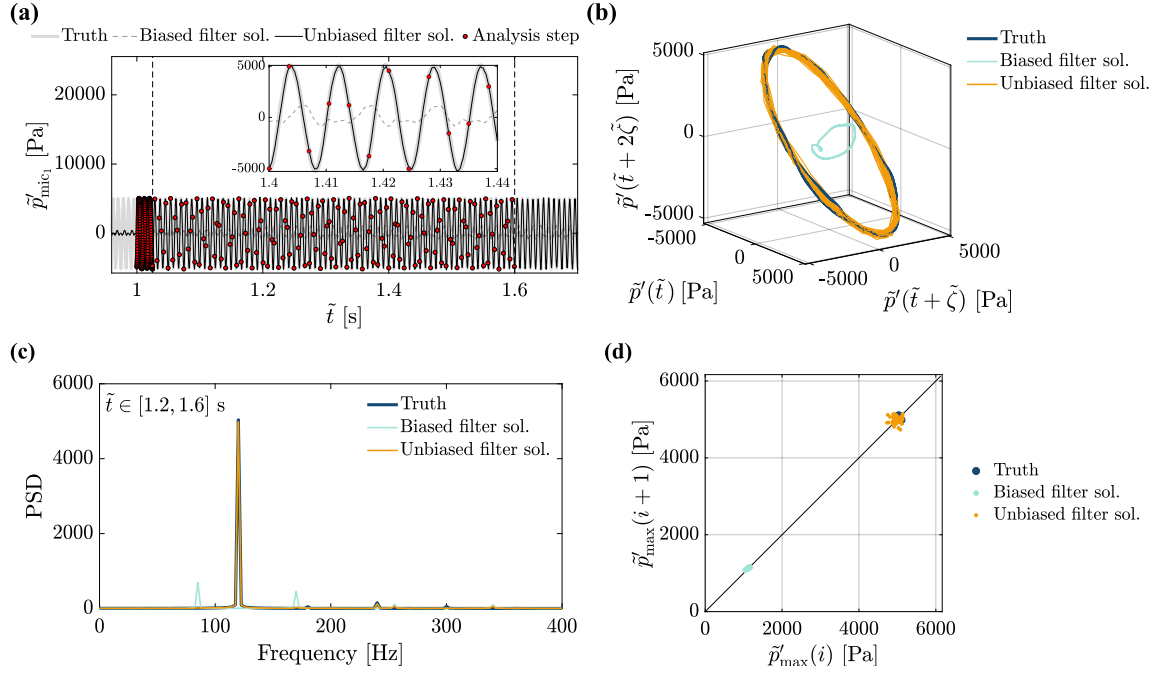 (a)
Truth Biased filter sol. Unbiased filter sol. Analysis step
20000
10000
0
p̃′mic₁ [Pa]
5000
0
-5000
1.4 1.41 1.42 1.43 1.44
1 1.2 1.4 1.6
t̃ [s]
(b)
Truth
Biased filter sol.
Unbiased filter sol.
5000
0
-5000
p̃′(t̃ + 2ζ̃) [Pa]
-5000
0
5000
p̃′(t̃) [Pa]
-5000
0
5000
p̃′(t̃ + ζ̃) [Pa]
(c)
t̃ ∈ [1.2, 1.6] s
Truth
Biased filter sol.
Unbiased filter sol.
6000
4000
2000
0
PSD
0 100 200 300 400
Frequency [Hz]
(d)
6000
4000
2000
0
p̃′max(i + 1) [Pa]
0 2000 4000 6000
p̃′max(i) [Pa]
Truth
Biased filter sol.
Unbiased filter sol.